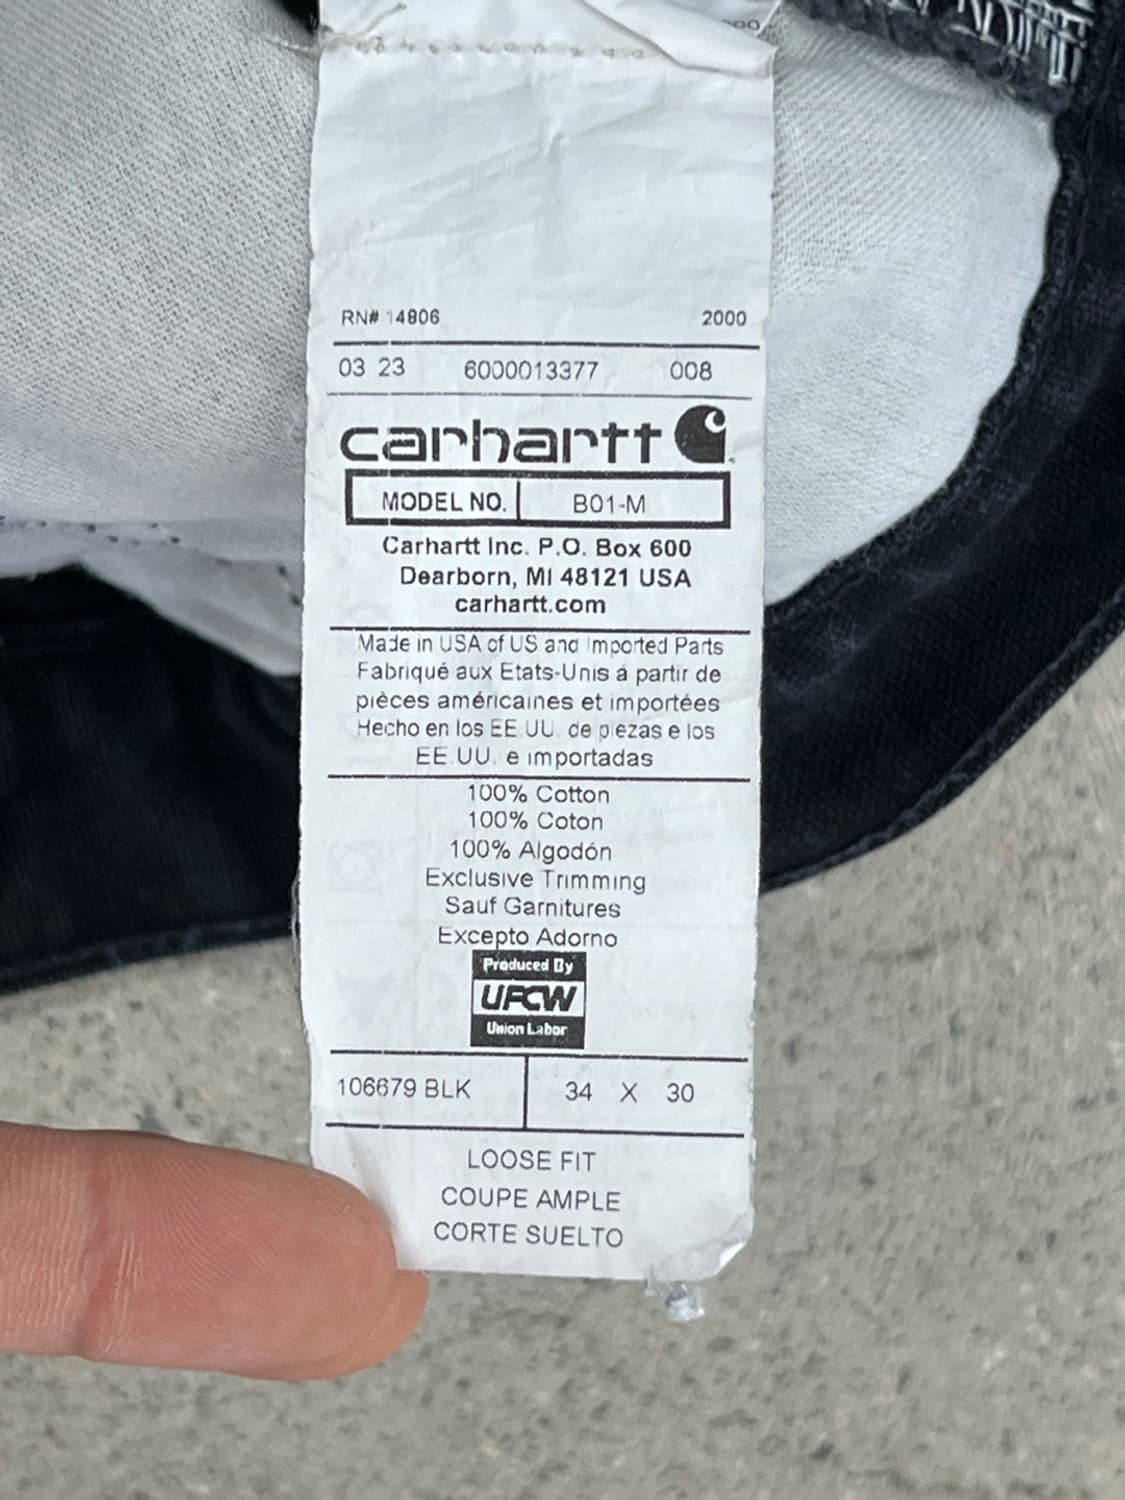 RN# 14806 2000
03 23 6000013377 008
carhartt
MODEL NO. B01-M
Carhartt Inc. P.O. Box 600
Dearborn, MI 48121 USA
carhartt.com
Made in USA of US and Imported Parts
Fabriqué aux Etats-Unis á partir de
pièces américaines et importées
Hecho en los EE.UU. de piezas e los
EE.UU. e importadas
100% Cotton
100% Coton
100% Algodón
Exclusive Trimming
Sauf Garnitures
Excepto Adorno
Produced By
UFCW
Union Labor
106679 BLK 34 X 30
LOOSE FIT
COUPE AMPLE
CORTE SUELTO